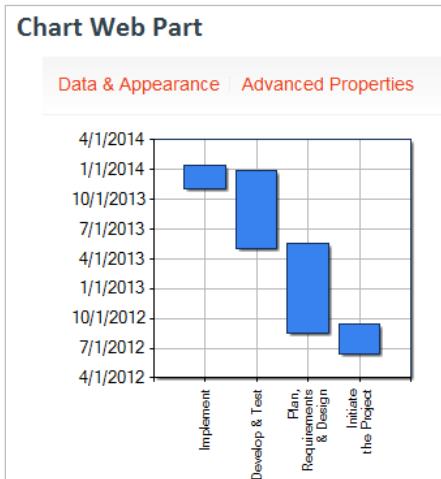 Chart Web Part
Data & Appearance
Advanced Properties
4/1/2014
1/1/2014
10/1/2013
7/1/2013
4/1/2013
1/1/2013
10/1/2012
7/1/2012
4/1/2012
Implement
Develop & Test
Plan,
Requirements
& Design
Initiate
the Project